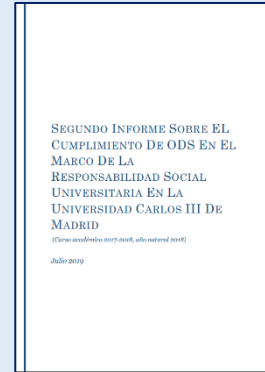 SEGUNDO INFORME SOBRE EL
CUMPLIMIENTO DE ODS EN EL
MARCO DE LA
RESPONSABILIDAD SOCIAL
UNIVERSITARIA EN LA
UNIVERSIDAD CARLOS III DE
MADRID
(Curso académico 2017-2018, año natural 2018)
Julio 2019